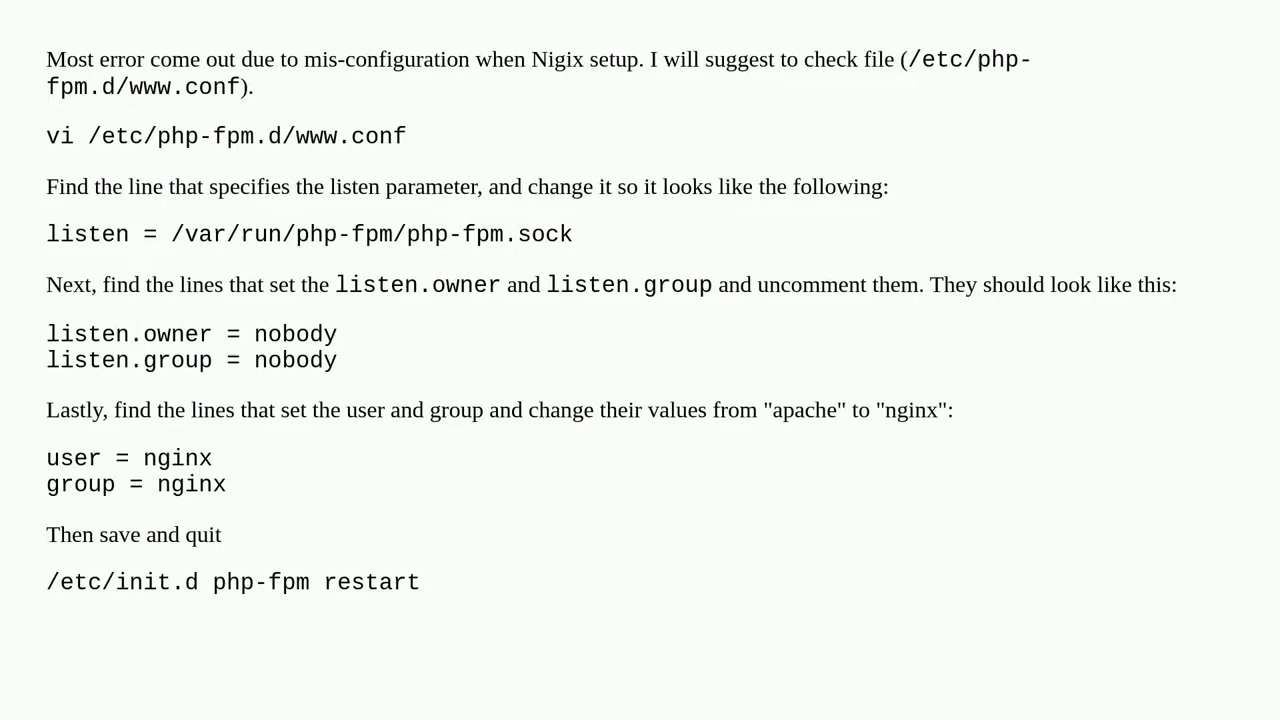 Most error come out due to mis-configuration when Nigix setup. I will suggest to check file (/etc/php-
fpm.d/www.conf).
vi /etc/php-fpm.d/www.conf
Find the line that specifies the listen parameter, and change it so it looks like the following:
listen = /var/run/php-fpm/php-fpm.sock
Next, find the lines that set the listen.owner and listen.group and uncomment them. They should look like this:
listen.owner = nobody
listen.group = nobody
Lastly, find the lines that set the user and group and change their values from "apache" to "nginx":
user = nginx
group = nginx
Then save and quit
/etc/init.d php-fpm restart